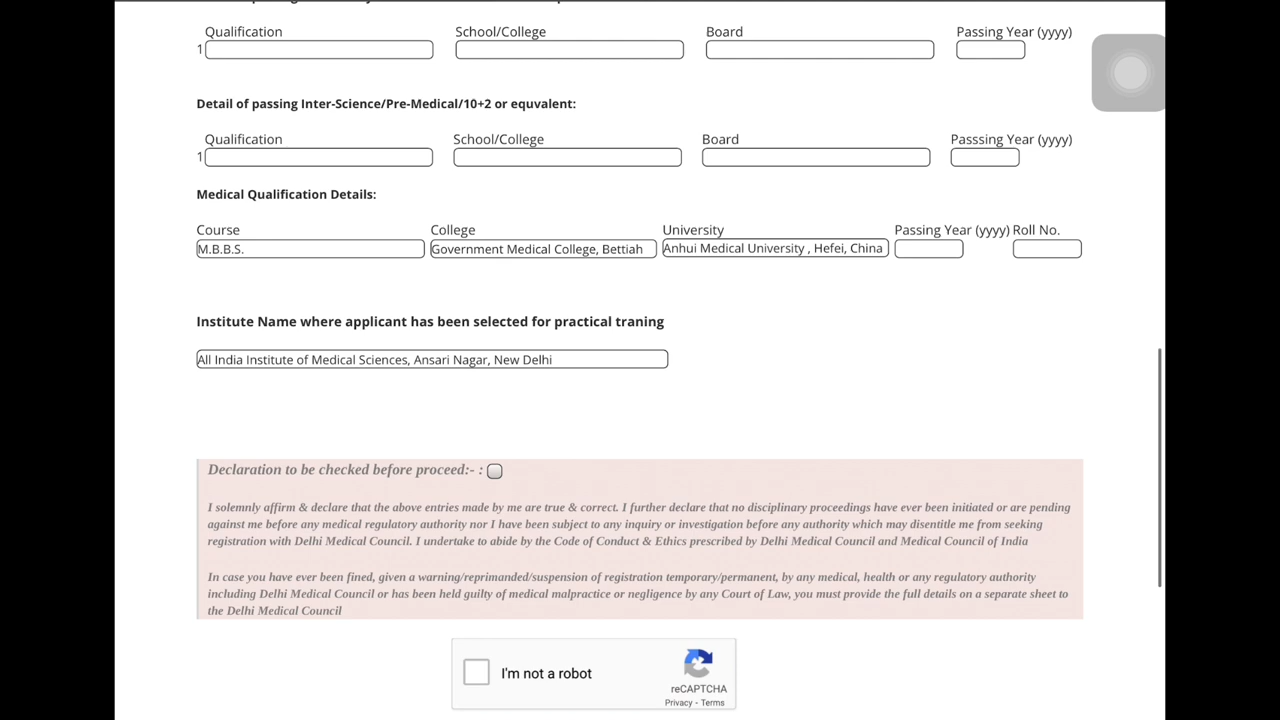 Qualification School/College Board Passing Year (yyyy)
1
Detail of passing Inter-Science/Pre-Medical/10+2 or equvalent:
Qualification School/College Board Passsing Year (yyyy)
1
Medical Qualification Details:
Course College University Passing Year (yyyy) Roll No.
M.B.B.S. Government Medical College, Bettiah Anhui Medical University , Hefei, China
Institute Name where applicant has been selected for practical traning
All India Institute of Medical Sciences, Ansari Nagar, New Delhi
Declaration to be checked before proceed:- :
I solemnly affirm & declare that the above entries made by me are true & correct. I further declare that no disciplinary proceedings have ever been initiated or are pending
against me before any medical regulatory authority nor I have been subject to any inquiry or investigation before any authority which may disentitle me from seeking
registration with Delhi Medical Council. I undertake to abide by the Code of Conduct & Ethics prescribed by Delhi Medical Council and Medical Council of India
In case you have ever been fined, given a warning/reprimanded/suspension of registration temporary/permanent, by any medical, health or any regulatory authority
including Delhi Medical Council or has been held guilty of medical malpractice or negligence by any Court of Law, you must provide the full details on a separate sheet to
the Delhi Medical Council
I'm not a robot
reCAPTCHA
Privacy - Terms